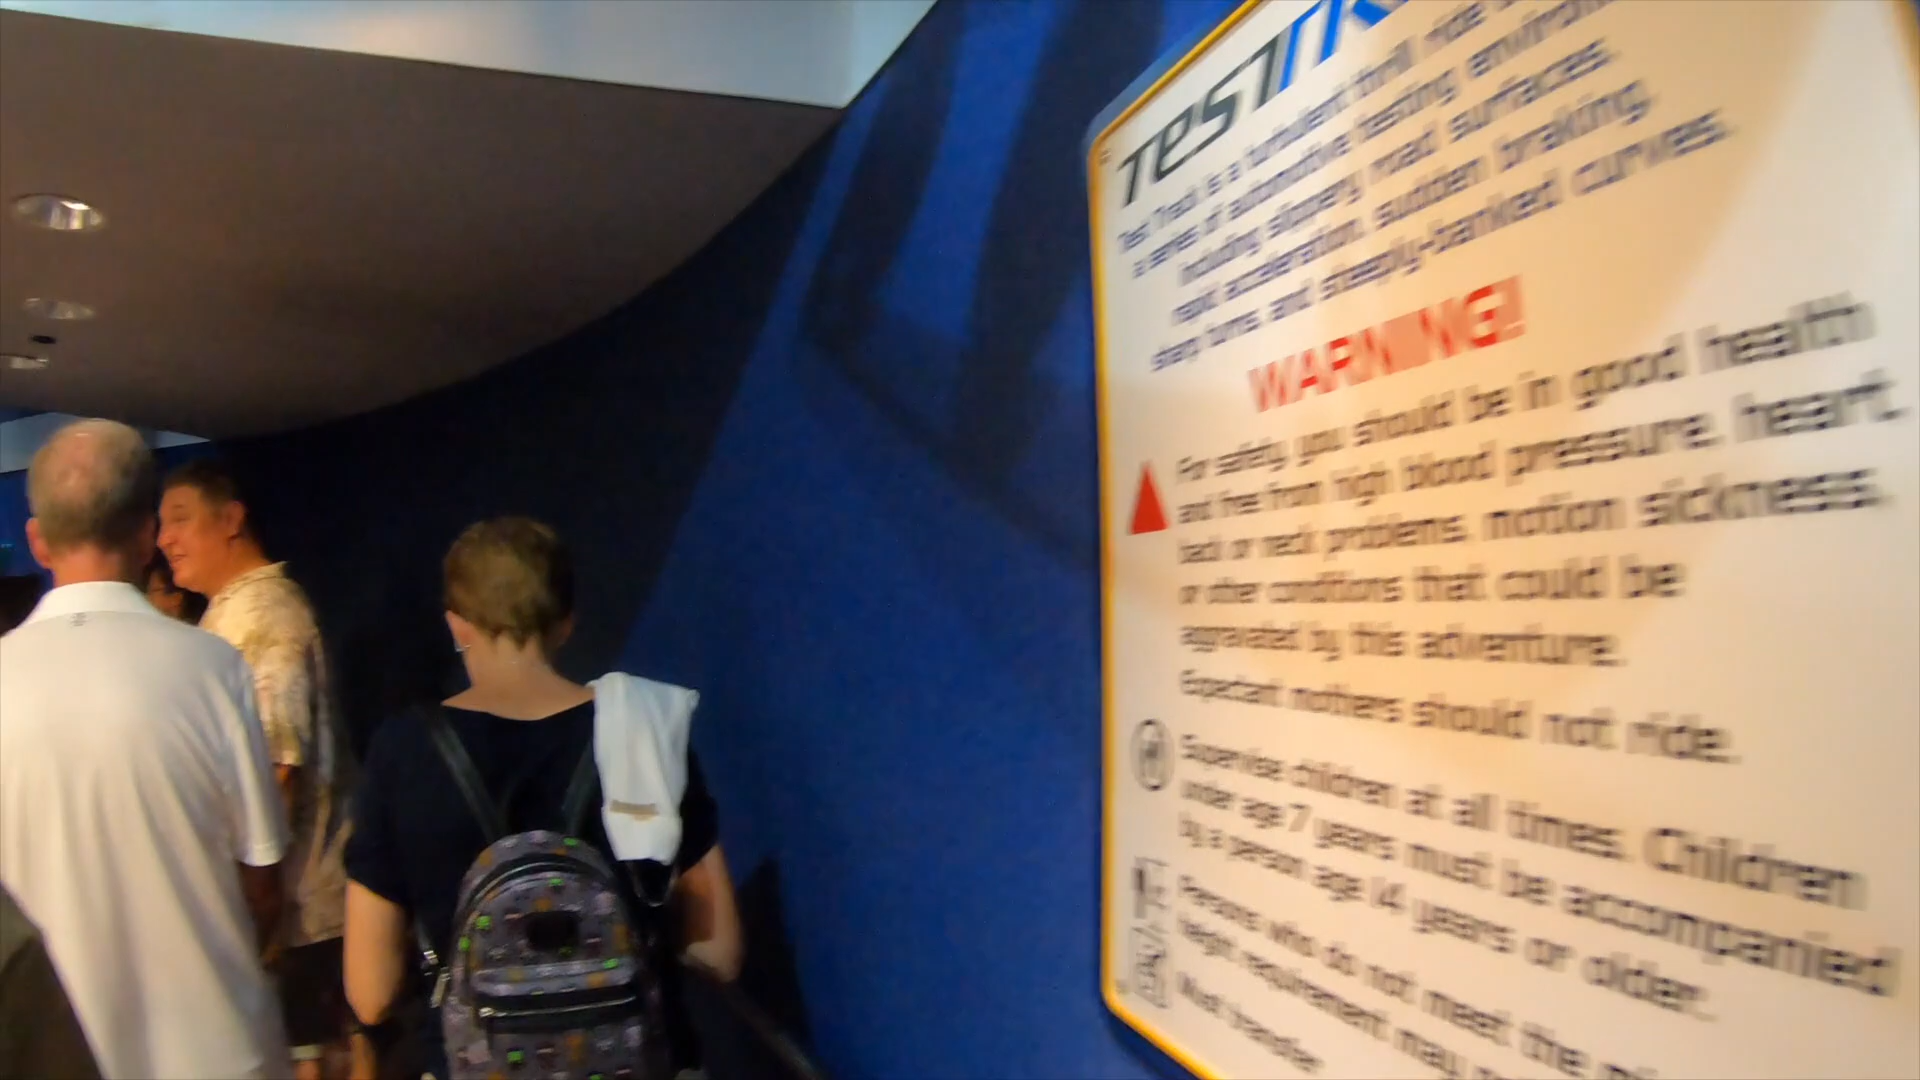 TEST TR
Test Track is a turbulent thrill ride
a series of automotive testing environ
including slippery road surfaces,
rapid acceleration, sudden braking,
sharp turns and steeply-banked curves.
WARNING!
For safety, you should be in good health
and free from high blood pressure, heart,
back or neck problems, motion sickness,
or other conditions that could be
aggravated by this adventure.
Expectant mothers should not ride.
Supervise children at all times. Children
under age 7 years must be accompanied
by a person age 14 years or older.
Persons who do not meet the
height requirement may
Must transfer